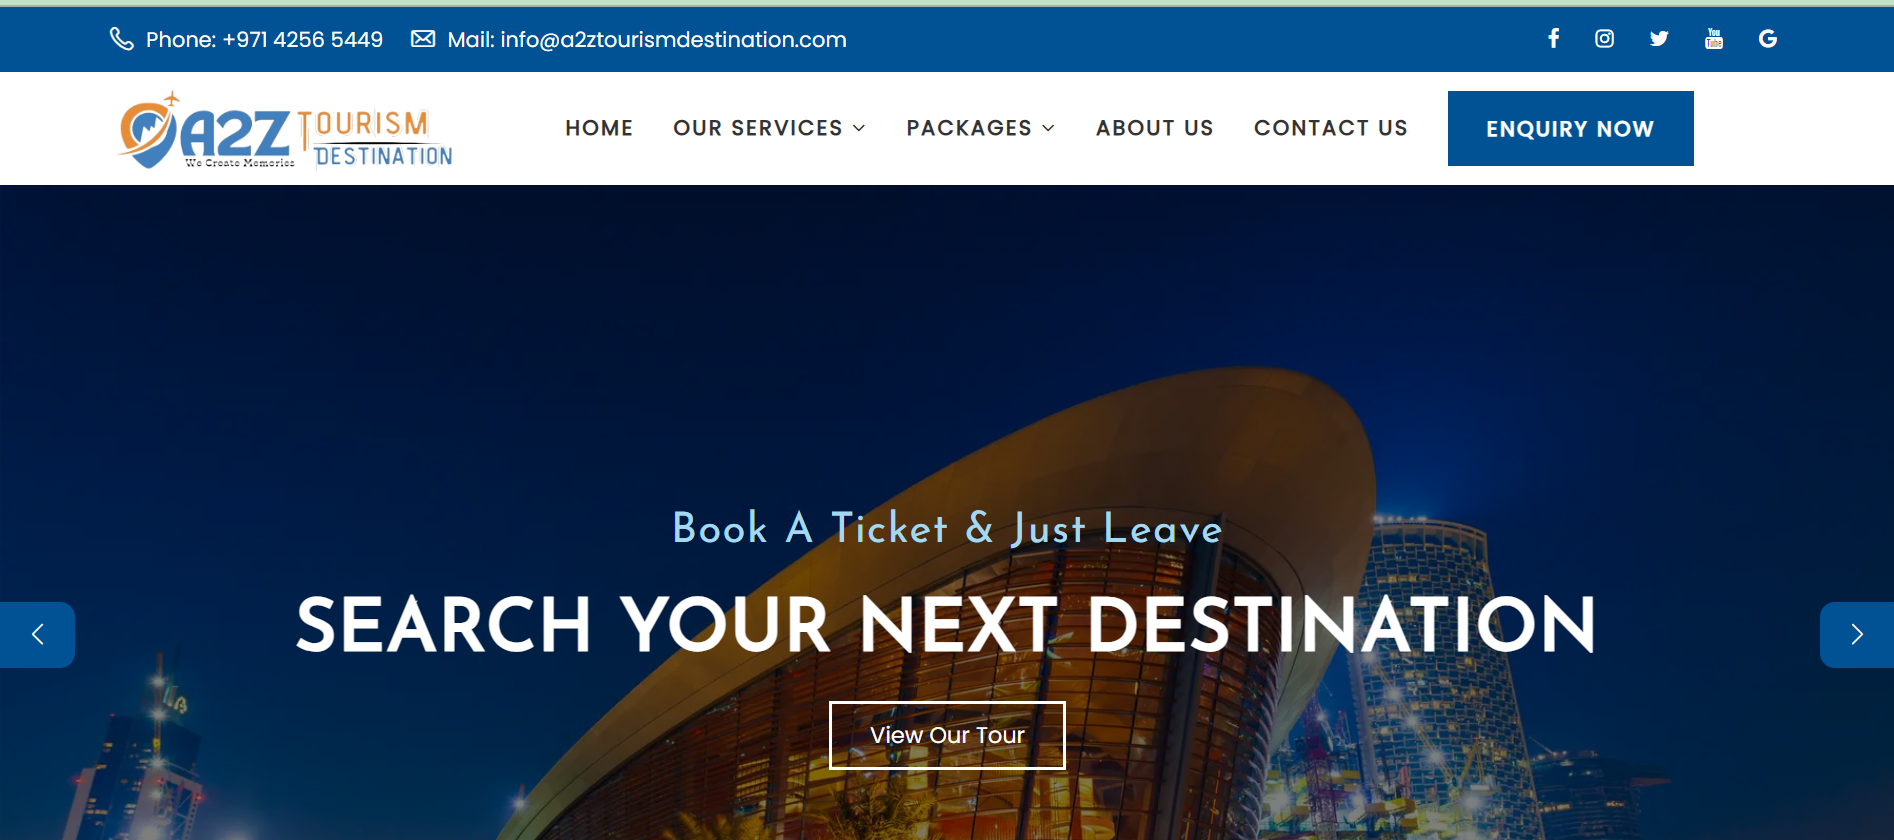 Phone: +971 4256 5449 Mail: info@a2ztourismdestination.com
A2Z TOURISM
DESTINATION
We Create Memories
HOME OUR SERVICES PACKAGES ABOUT US CONTACT US ENQUIRY NOW
Book A Ticket & Just Leave
SEARCH YOUR NEXT DESTINATION
View Our Tour